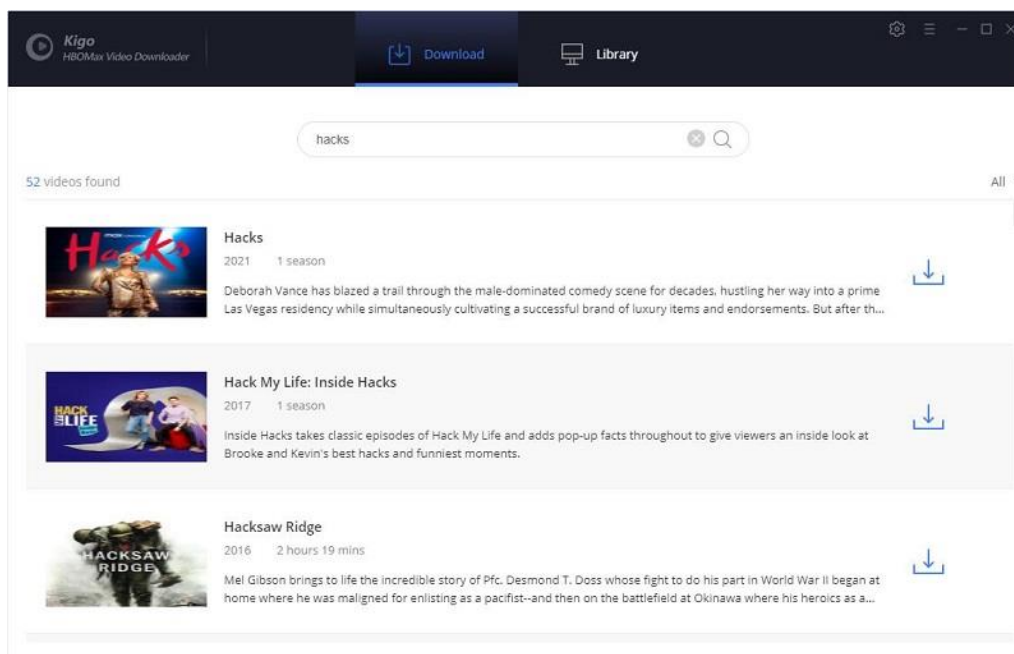 Kigo
HBOMax Video Downloader
Download
Library
hacks
52 videos found
All
Hacks
Hacks
2021 1 season
Deborah Vance has blazed a trail through the male-dominated comedy scene for decades, hustling her way into a prime
Las Vegas residency while simultaneously cultivating a successful brand of luxury items and endorsements. But after th...
HACK
LIFE
Hack My Life: Inside Hacks
2017 1 season
Inside Hacks takes classic episodes of Hack My Life and adds pop-up facts throughout to give viewers an inside look at
Brooke and Kevin's best hacks and funniest moments.
HACKSAW
RIDGE
Hacksaw Ridge
2016 2 hours 19 mins
Mel Gibson brings to life the incredible story of Pfc. Desmond T. Doss whose fight to do his part in World War II began at
home where he was maligned for enlisting as a pacifist--and then on the battlefield at Okinawa where his heroics as a...